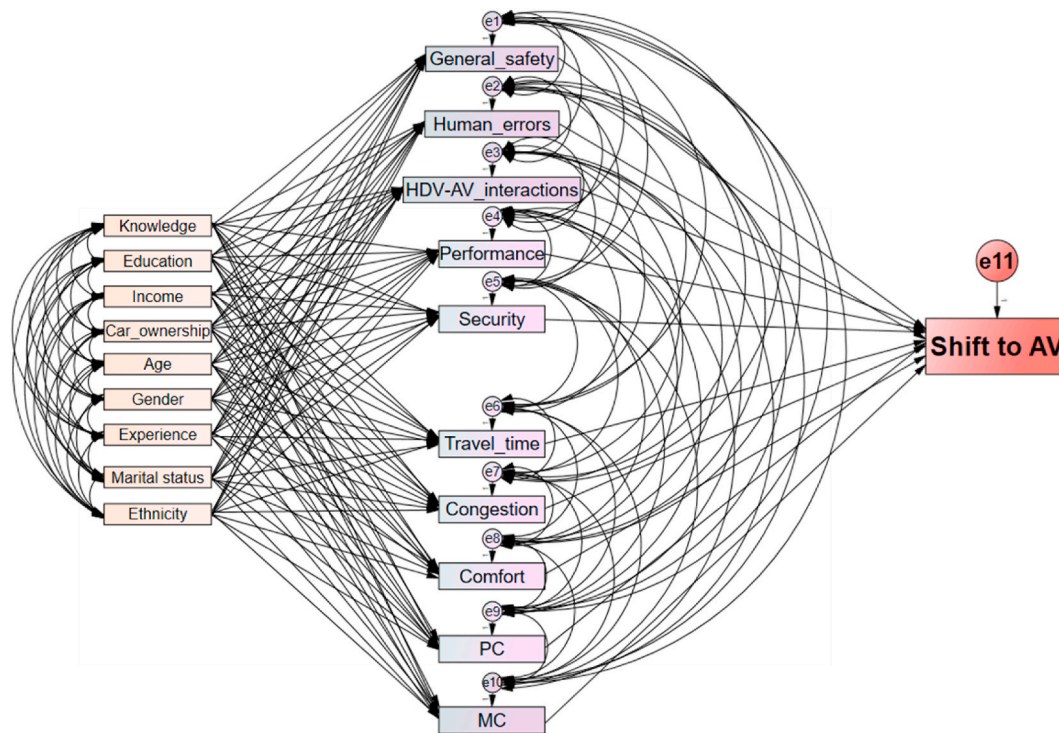 e1
General_safety
e2
Human_errors
e3
HDV-AV_interactions
e4
Performance
e5
Security
e6
Travel_time
e7
Congestion
e8
Comfort
e9
PC
e10
MC
Knowledge
Education
Income
Car_ownership
Age
Gender
Experience
Marital status
Ethnicity
e11
Shift to AV